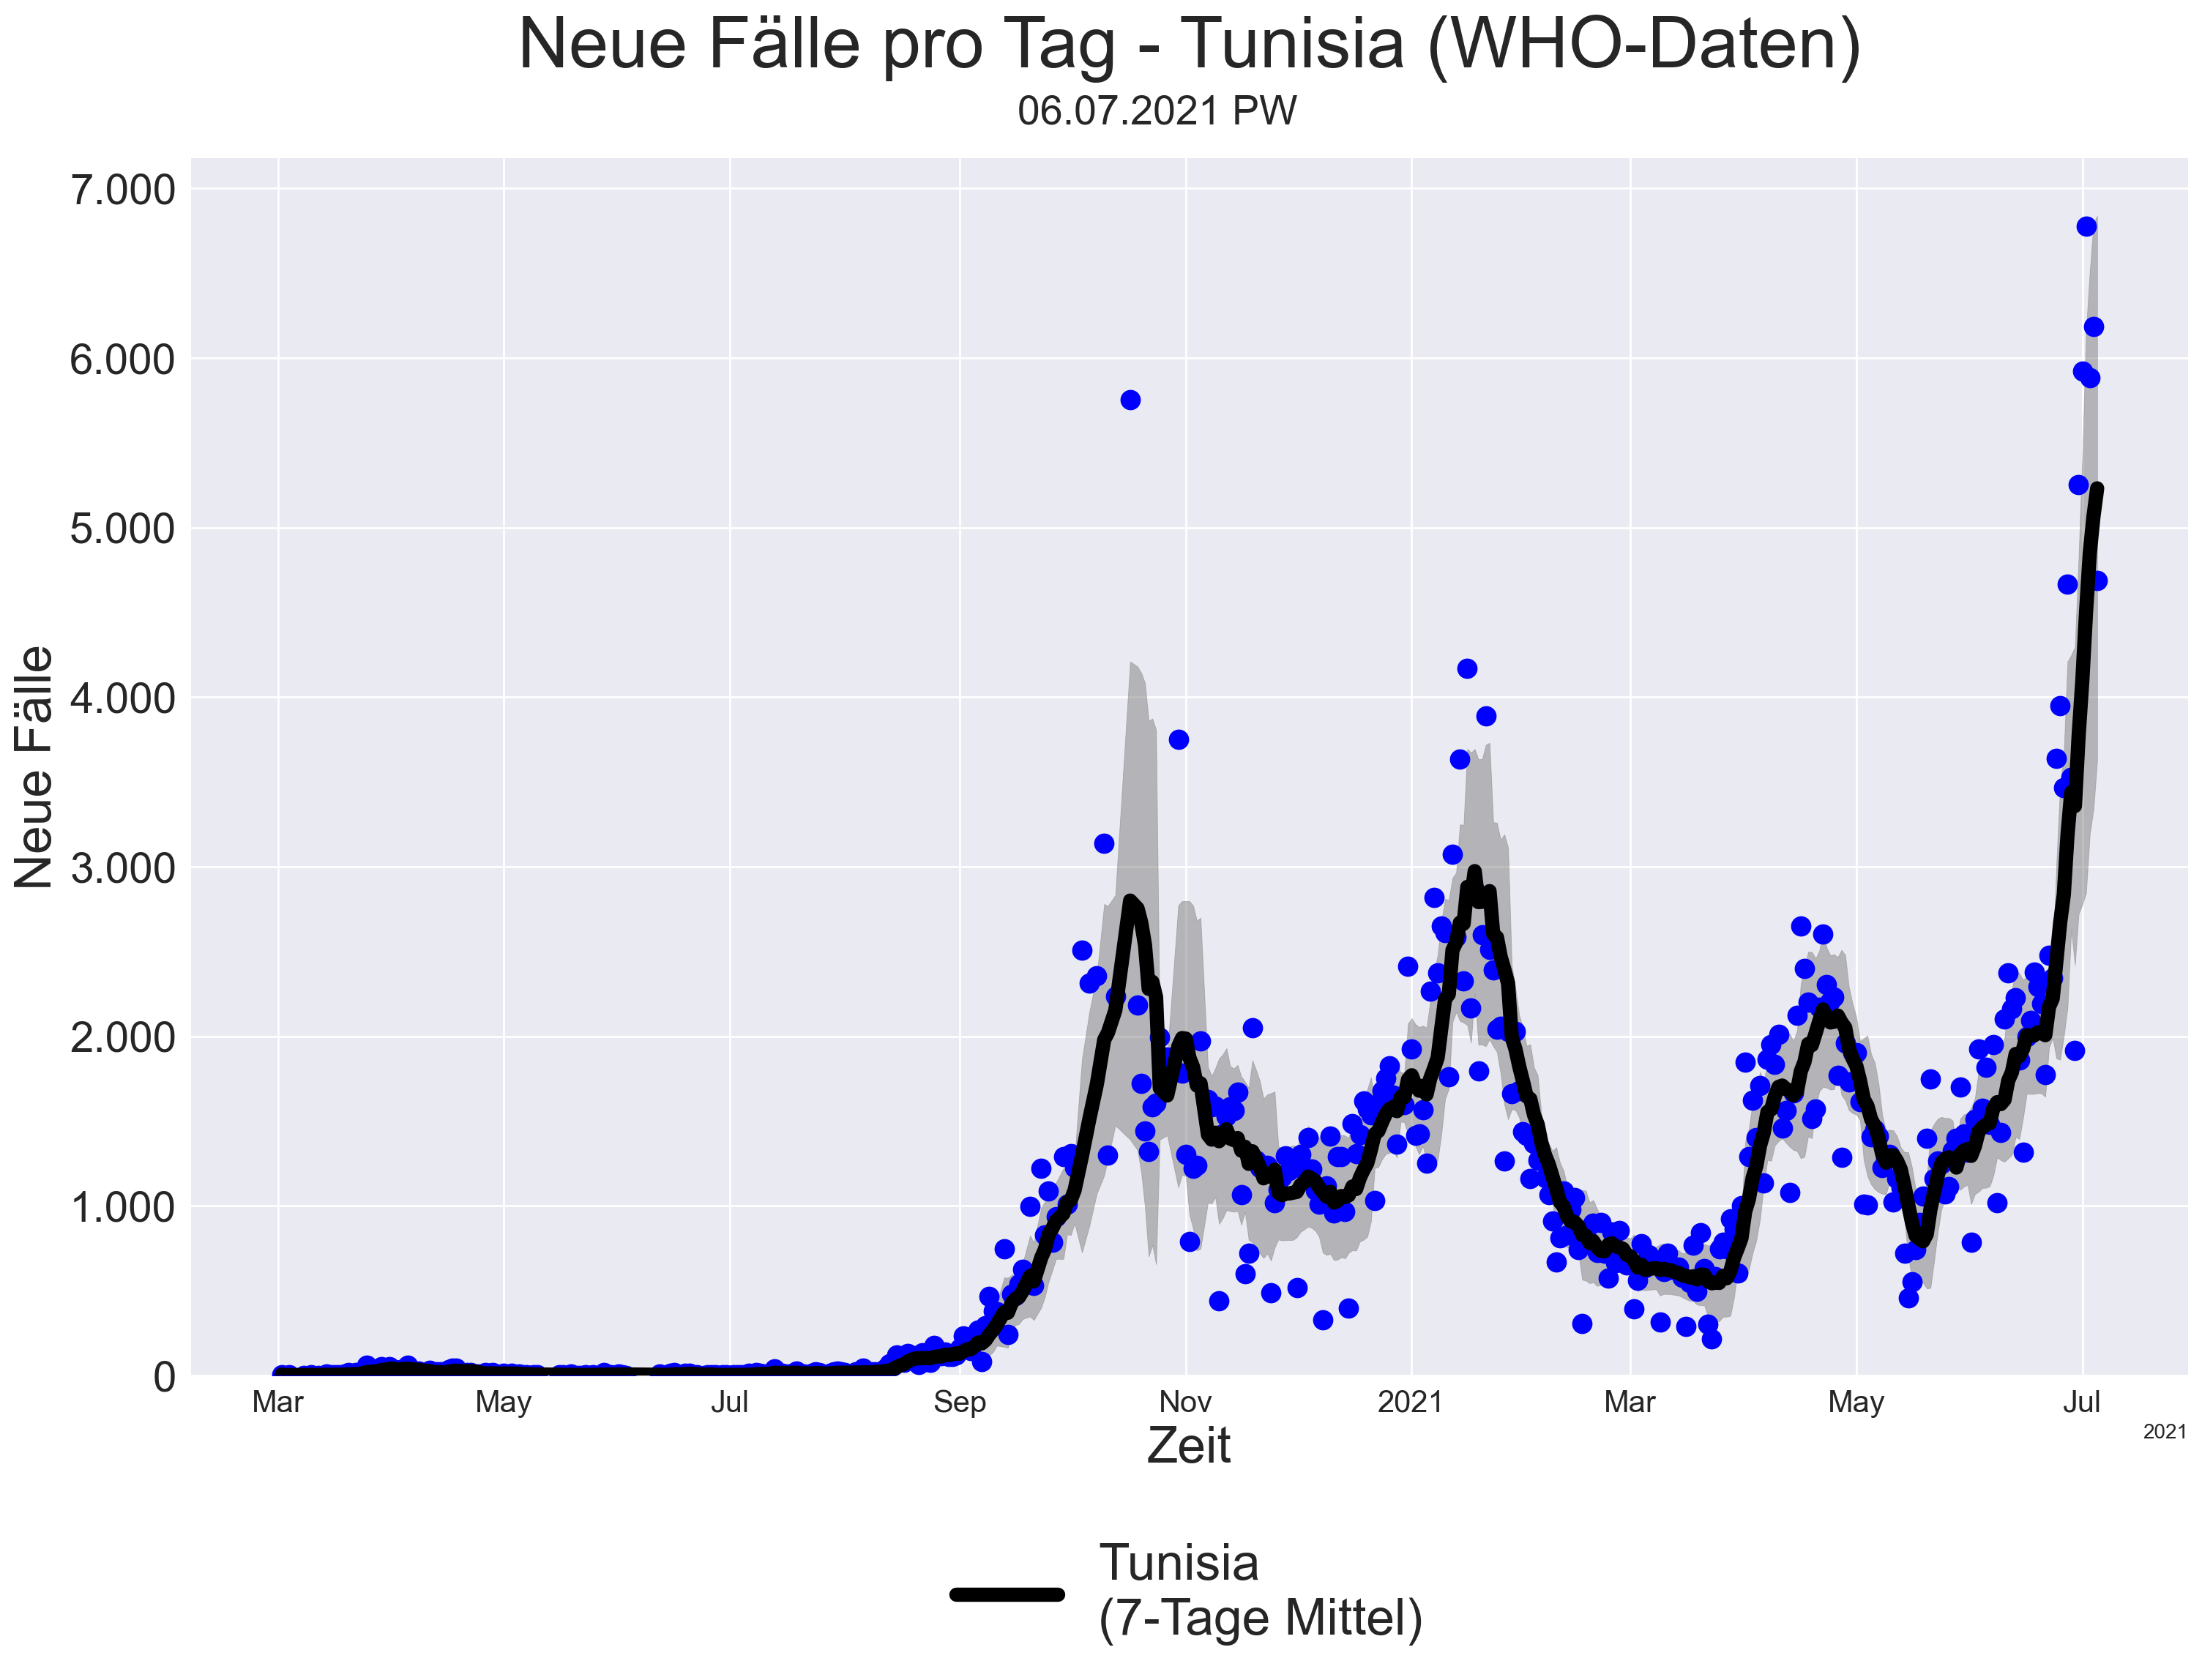 Neue Fälle pro Tag - Tunisia (WHO-Daten)
06.07.2021 PW
Neue Fälle
7.000
6.000
5.000
4.000
3.000
2.000
1.000
0
Mar May Jul Sep Nov 2021 Mar May Jul
2021
Zeit
Tunisia
(7-Tage Mittel)